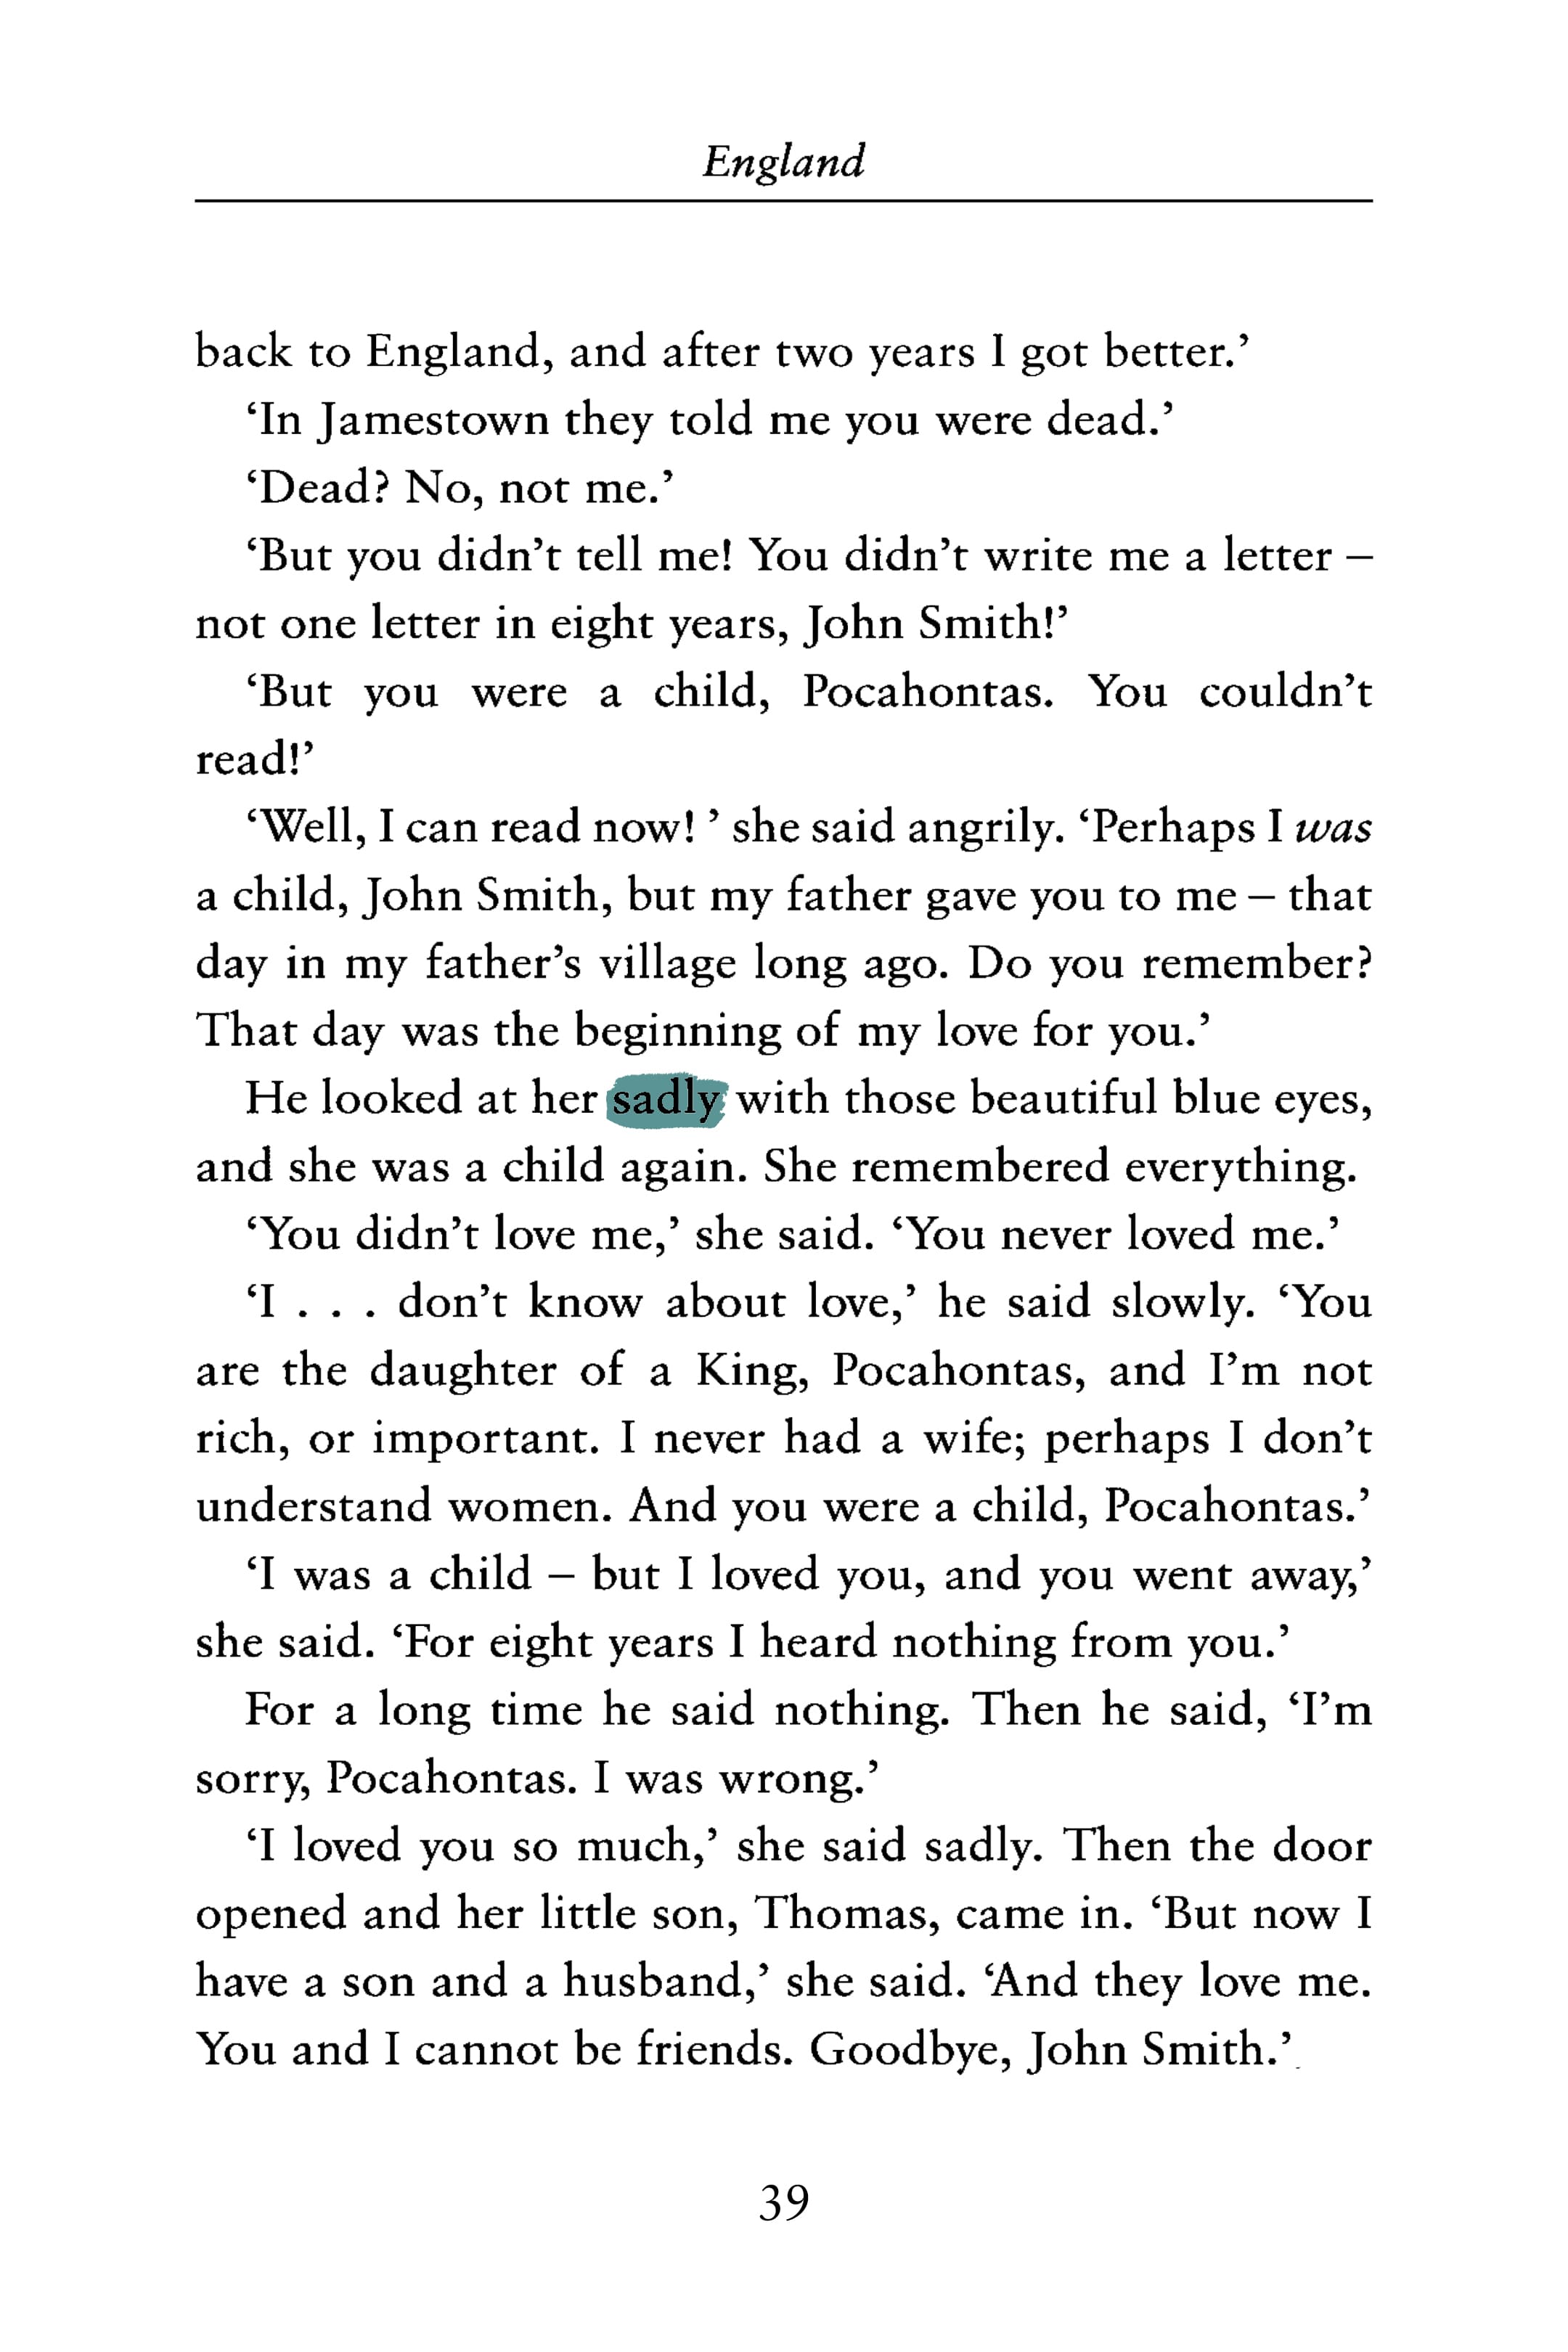 England
back to England, and after two years I got better.’
‘In Jamestown they told me you were dead.’
‘Dead? No, not me.’
‘But you didn’t tell me! You didn’t write me a letter –
not one letter in eight years, John Smith!’
‘But you were a child, Pocahontas. You couldn’t
read!’
‘Well, I can read now! ’ she said angrily. ‘Perhaps I was
a child, John Smith, but my father gave you to me – that
day in my father’s village long ago. Do you remember?
That day was the beginning of my love for you.’
He looked at her sadly with those beautiful blue eyes,
and she was a child again. She remembered everything.
‘You didn’t love me,’ she said. ‘You never loved me.’
‘I . . . don’t know about love,’ he said slowly. ‘You
are the daughter of a King, Pocahontas, and I’m not
rich, or important. I never had a wife; perhaps I don’t
understand women. And you were a child, Pocahontas.’
‘I was a child – but I loved you, and you went away,’
she said. ‘For eight years I heard nothing from you.’
For a long time he said nothing. Then he said, ‘I’m
sorry, Pocahontas. I was wrong.’
‘I loved you so much,’ she said sadly. Then the door
opened and her little son, Thomas, came in. ‘But now I
have a son and a husband,’ she said. ‘And they love me.
You and I cannot be friends. Goodbye, John Smith.’
39